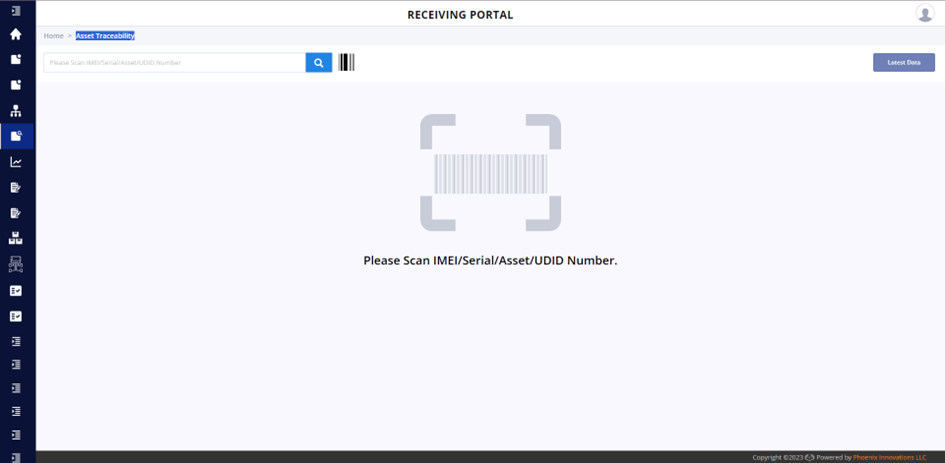 RECEIVING PORTAL
Home > Asset Traceability
Please Scan IMEI/Serial/Asset/UDID Number
Latest Data
Please Scan IMEI/Serial/Asset/UDID Number.
Copyright ©2023 Powered by Phoenix Innovations LLC